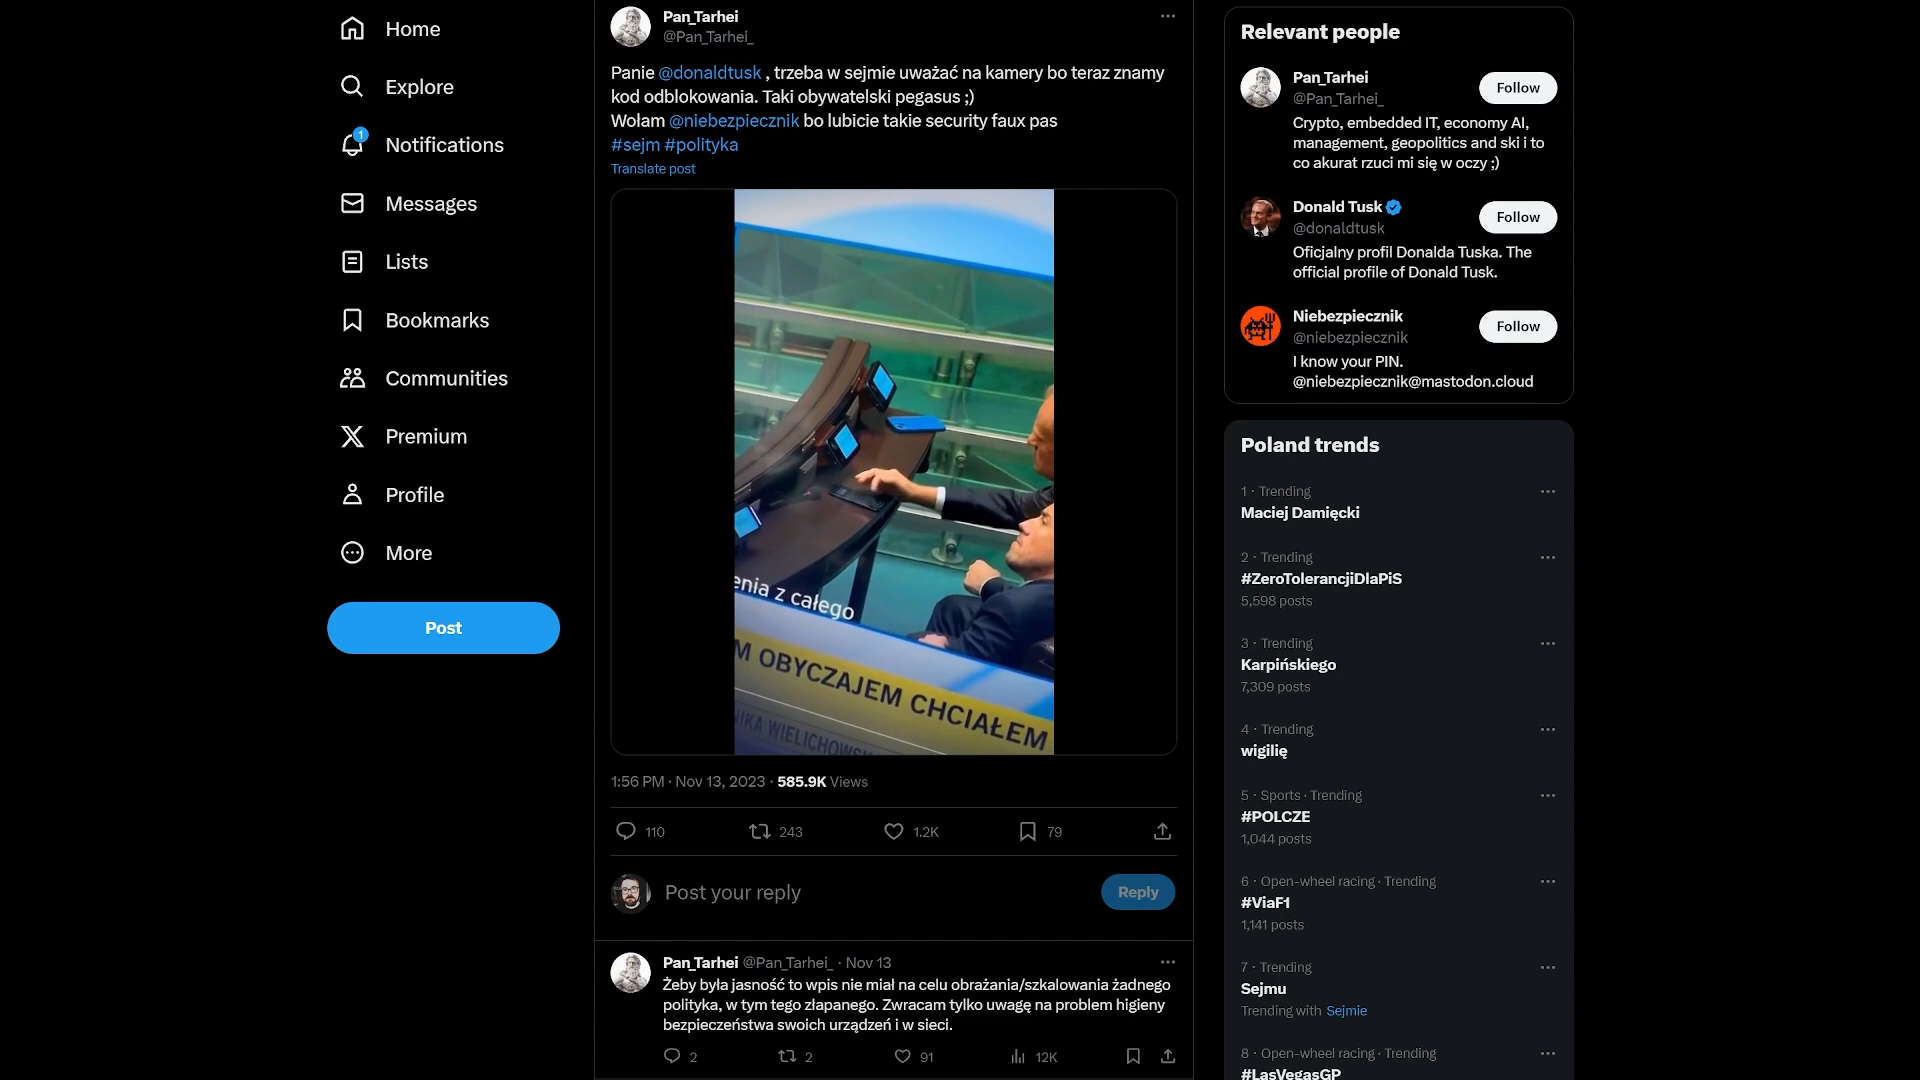 Home
Explore
1
Notifications
Messages
Lists
Bookmarks
Communities
Premium
Profile
More
Post
Pan_Tarhei
@Pan_Tarhei_
Panie @donaldtusk , trzeba w sejmie uważać na kamery bo teraz znamy
kod odblokowania. Taki obywatelski pegasus ;)
Wołam @niebezpiecznik bo lubicie takie security faux pas
#sejm #polityka
Translate post
enia z całego
M OBYCZAJEM CHCIAŁEM
NIKA WIELICHOWSK
1:56 PM · Nov 13, 2023 · 585.9K Views
110 243 1.2K 79
Post your reply
Reply
Pan_Tarhei @Pan_Tarhei_ · Nov 13
Żeby była jasność to wpis nie miał na celu obrażania/szkalowania żadnego
polityka, w tym tego złapanego. Zwracam tylko uwagę na problem higieny
bezpieczeństwa swoich urządzeń i w sieci.
2 2 91 12K
Relevant people
Pan_Tarhei
@Pan_Tarhei_
Follow
Crypto, embedded IT, economy AI,
management, geopolitics and ski i to
co akurat rzuci mi się w oczy ;)
Donald Tusk
@donaldtusk
Follow
Oficjalny profil Donalda Tuska. The
official profile of Donald Tusk.
Niebezpiecznik
@niebezpiecznik
Follow
I know your PIN.
@niebezpiecznik@mastodon.cloud
Poland trends
1 · Trending
Maciej Damięcki
2 · Trending
#ZeroTolerancjiDlaPiS
5,598 posts
3 · Trending
Karpińskiego
7,309 posts
4 · Trending
wigilię
5 · Sports · Trending
#POLCZE
1,044 posts
6 · Open-wheel racing · Trending
#ViaF1
1,141 posts
7 · Trending
Sejmu
Trending with Sejmie
8 · Open-wheel racing · Trending
#LasVegasGP